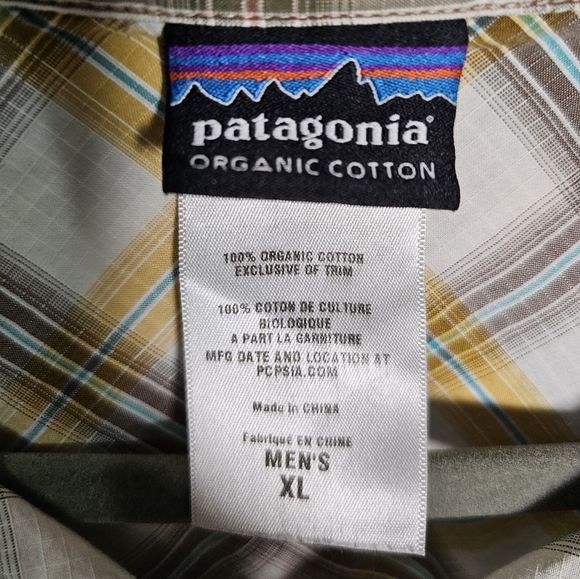 patagonia®
ORGANIC COTTON
100% ORGANIC COTTON
EXCLUSIVE OF TRIM
100% COTON DE CULTURE
BIOLOGIQUE
A PART LA GARNITURE
MFG DATE AND LOCATION AT
PCPSIA.COM
Made in CHINA
Fabriqué EN CHINE
MEN'S
XL